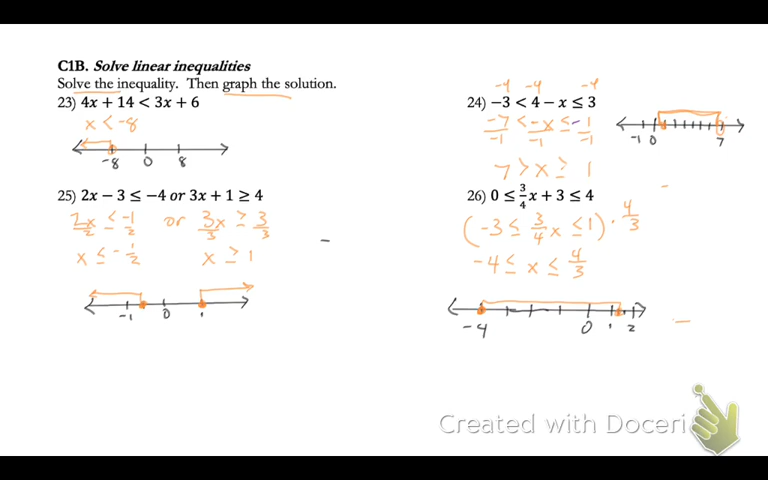 C1B. Solve linear inequalities
Solve the inequality. Then graph the solution.
23) 4x + 14 < 3x + 6
x < -8
-8 0 8
-4 -4 -4
24) −3 < 4 − x ≤ 3
-7/-1 < -x/-1 ≤ -1/-1
7 > x ≥ 1
-1 0 7
25) 2x − 3 ≤ −4 or 3x + 1 ≥ 4
2x/2 ≤ -1/2 or 3x/3 ≥ 3/3
x ≤ -1/2 x ≥ 1
-1 0 1
26) 0 ≤ 3/4 x + 3 ≤ 4
(-3 ≤ 3/4 x ≤ 1) · 4/3
-4 ≤ x ≤ 4/3
-4 0 1 2
Created with Doceri